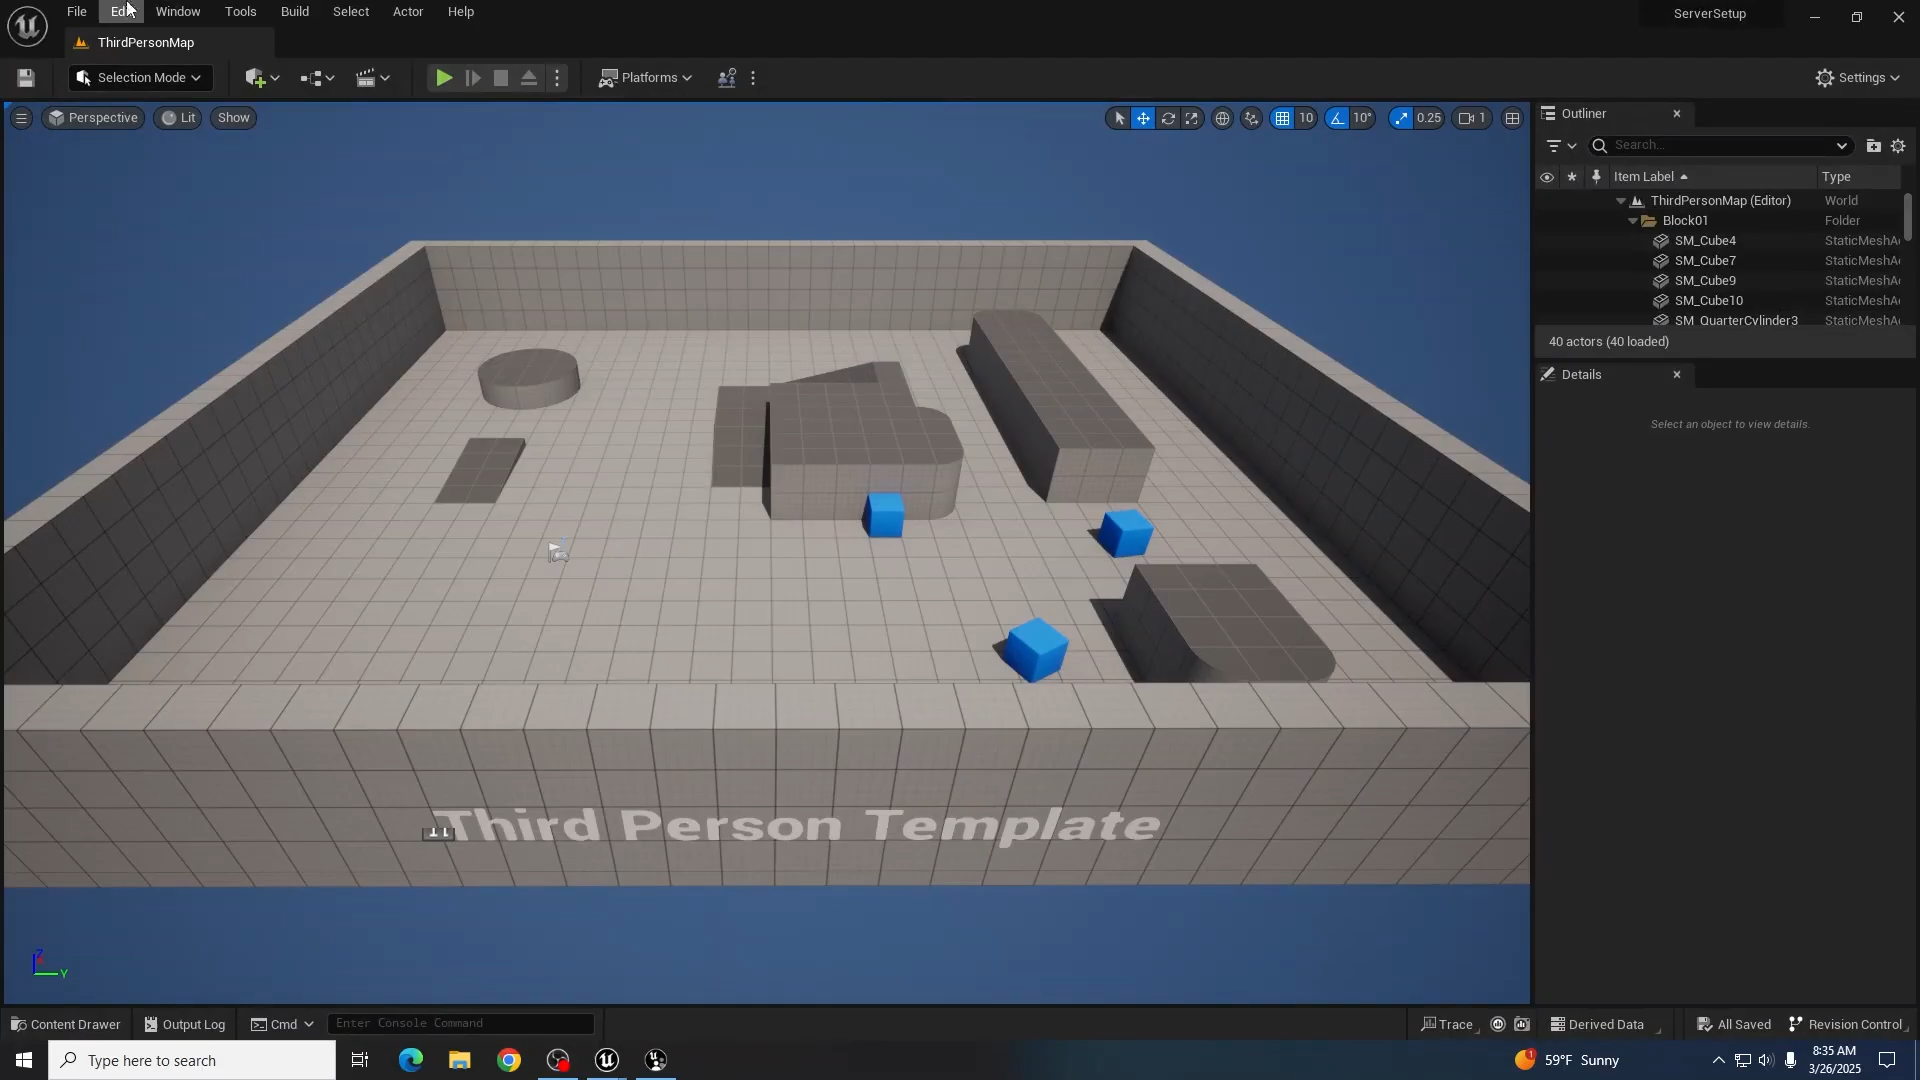 File Edit Window Tools Build Select Actor Help ServerSetup
ThirdPersonMap
Selection Mode Platforms Settings
Perspective Lit Show 10 10° 0.25 1 Outliner
Search...
Item Label Type
ThirdPersonMap (Editor) World
Block01 Folder
SM_Cube4 StaticMeshA
SM_Cube7 StaticMeshA
SM_Cube9 StaticMeshA
SM_Cube10 StaticMeshA
SM_QuarterCylinder3 StaticMeshA
40 actors (40 loaded)
Details
Select an object to view details.
Third Person Template
Z
Y
Content Drawer Output Log Cmd Enter Console Command Trace Derived Data All Saved Revision Control
Type here to search 1 59°F Sunny 8:35 AM
3/26/2025